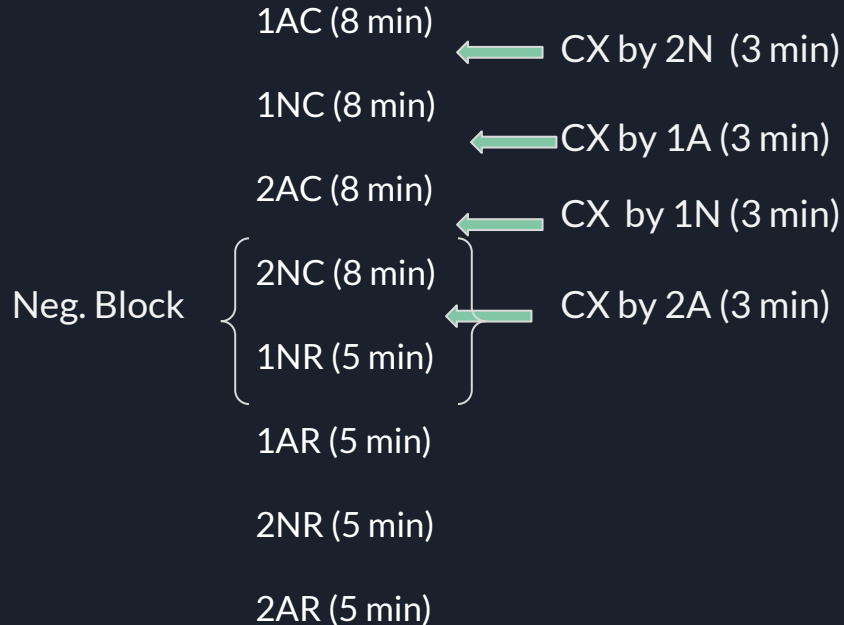 1AC (8 min)
CX by 2N (3 min)
1NC (8 min)
CX by 1A (3 min)
2AC (8 min)
CX by 1N (3 min)
2NC (8 min)
Neg. Block
CX by 2A (3 min)
1NR (5 min)
1AR (5 min)
2NR (5 min)
2AR (5 min)